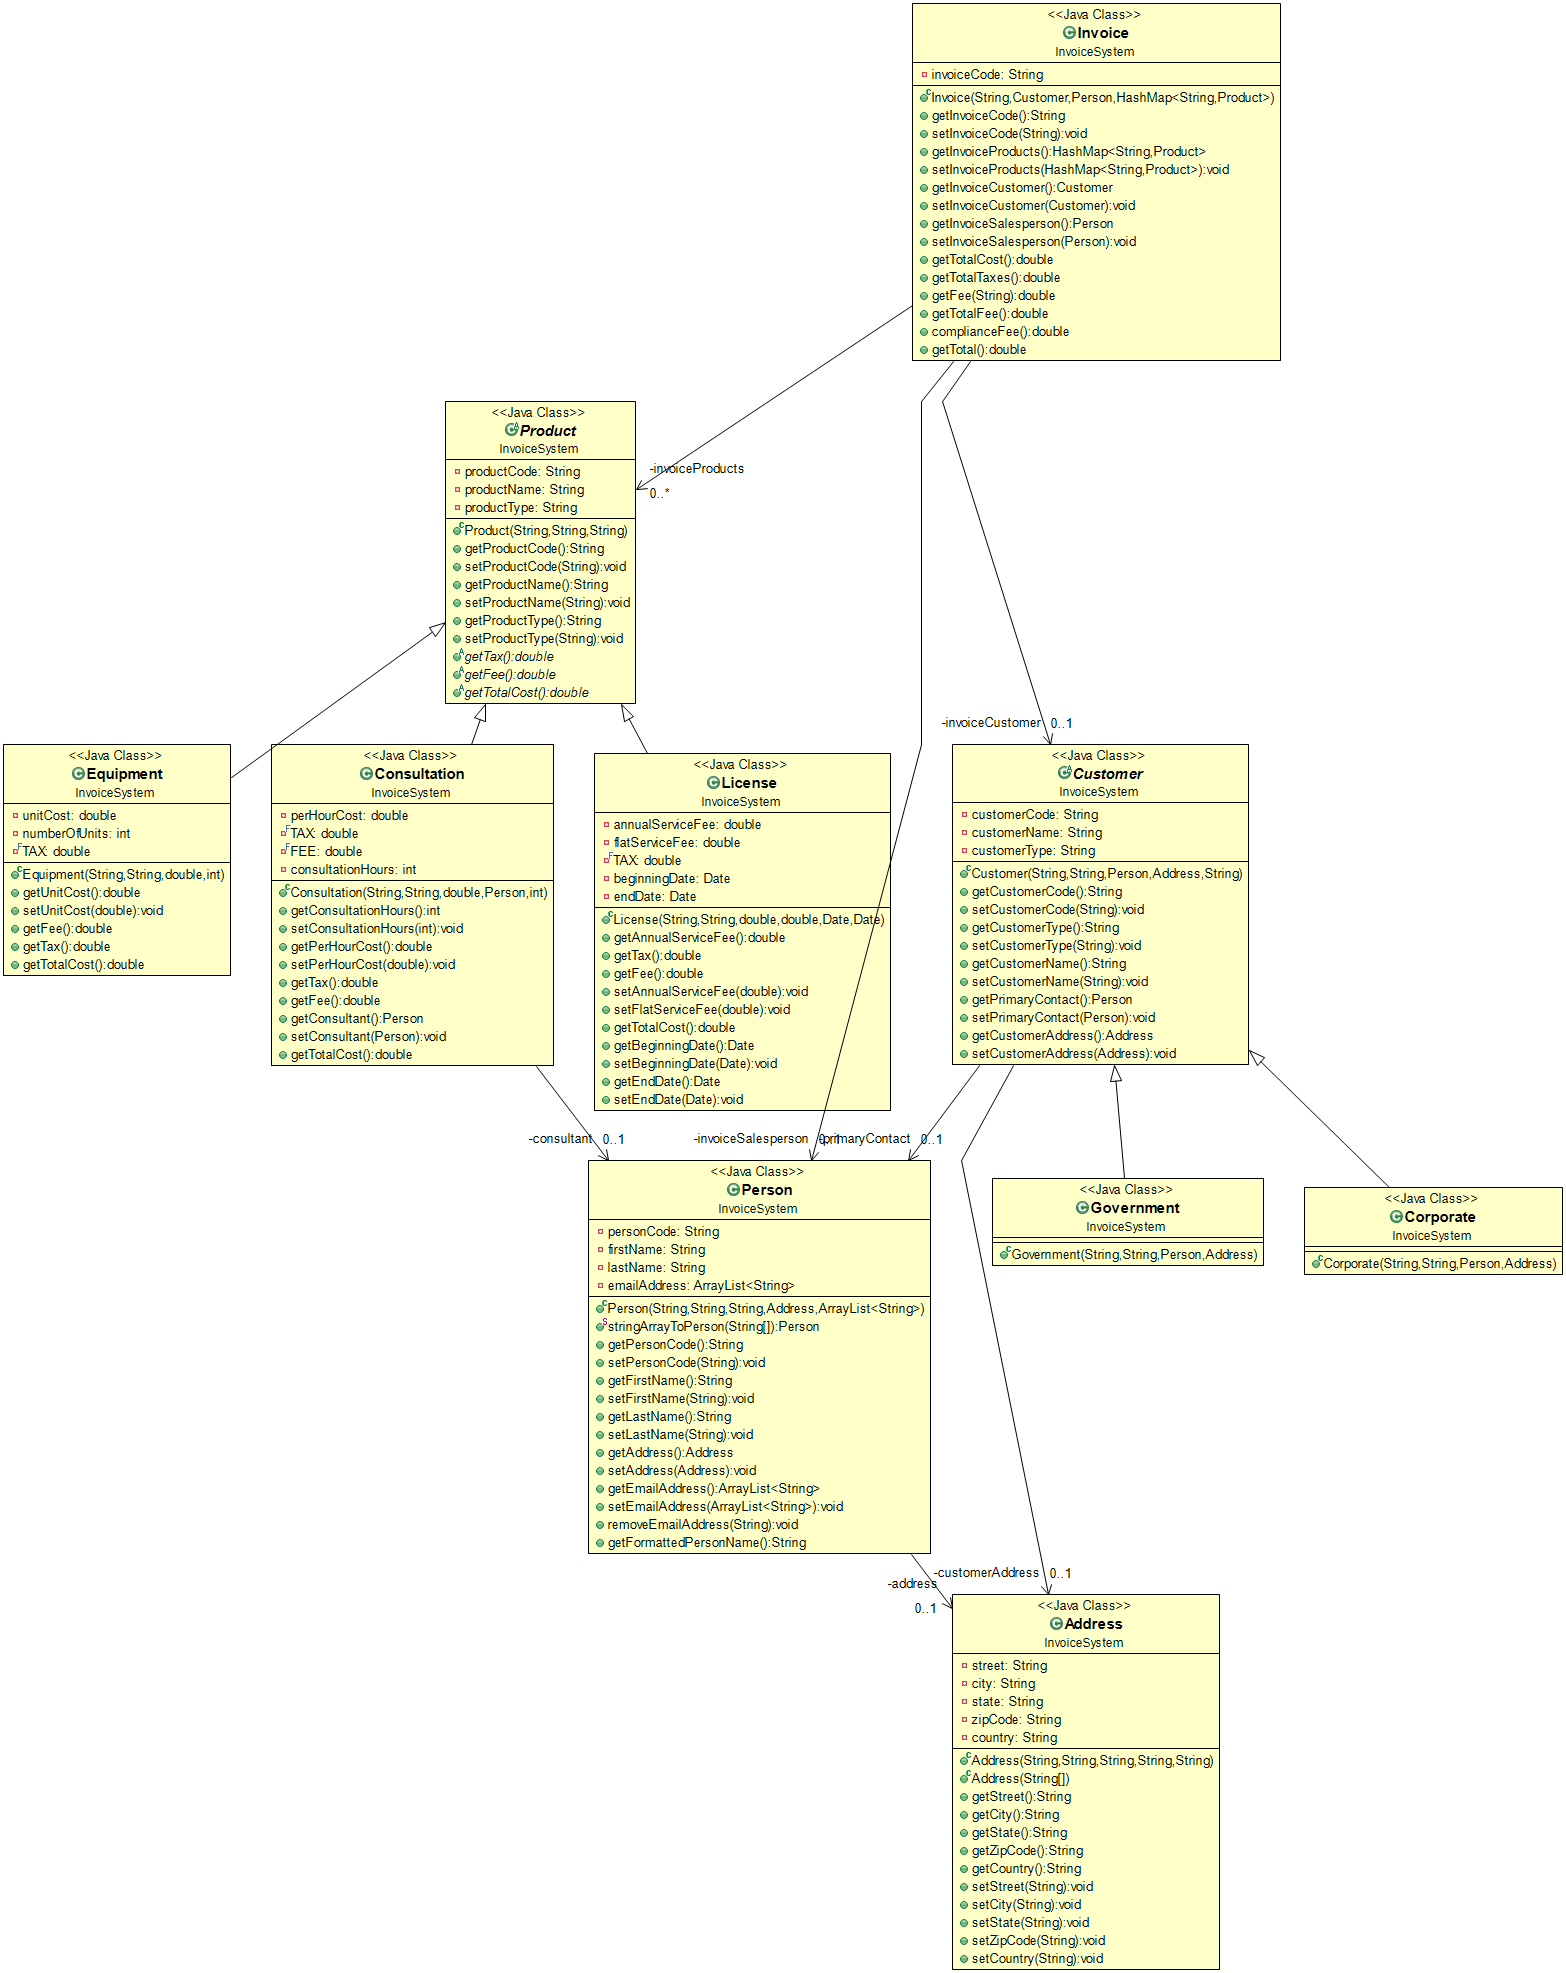 <<Java Class>>
Invoice
InvoiceSystem
invoiceCode: String
Invoice(String,Customer,Person,HashMap<String,Product>)
getInvoiceCode():String
setInvoiceCode(String):void
getInvoiceProducts():HashMap<String,Product>
setInvoiceProducts(HashMap<String,Product>):void
getInvoiceCustomer():Customer
setInvoiceCustomer(Customer):void
getInvoiceSalesperson():Person
setInvoiceSalesperson(Person):void
getTotalCost():double
getTotalTaxes():double
getFee(String):double
getTotalFee():double
complianceFee():double
getTotal():double
<<Java Class>>
Product
InvoiceSystem
productCode: String
productName: String
productType: String
Product(String,String,String)
getProductCode():String
setProductCode(String):void
getProductName():String
setProductName(String):void
getProductType():String
setProductType(String):void
getTax():double
getFee():double
getTotalCost():double
-invoiceProducts
0..*
-invoiceCustomer 0..1
<<Java Class>>
Equipment
InvoiceSystem
unitCost: double
numberOfUnits: int
TAX: double
Equipment(String,String,double,int)
getUnitCost():double
setUnitCost(double):void
getFee():double
getTax():double
getTotalCost():double
<<Java Class>>
Consultation
InvoiceSystem
perHourCost: double
TAX: double
FEE: double
consultationHours: int
Consultation(String,String,double,Person,int)
getConsultationHours():int
setConsultationHours(int):void
getPerHourCost():double
setPerHourCost(double):void
getTax():double
getFee():double
getConsultant():Person
setConsultant(Person):void
getTotalCost():double
<<Java Class>>
License
InvoiceSystem
annualServiceFee: double
flatServiceFee: double
TAX: double
beginningDate: Date
endDate: Date
License(String,String,double,double,Date,Date)
getAnnualServiceFee():double
getTax():double
getFee():double
setAnnualServiceFee(double):void
setFlatServiceFee(double):void
getTotalCost():double
getBeginningDate():Date
setBeginningDate(Date):void
getEndDate():Date
setEndDate(Date):void
<<Java Class>>
Customer
InvoiceSystem
customerCode: String
customerName: String
customerType: String
Customer(String,String,Person,Address,String)
getCustomerCode():String
setCustomerCode(String):void
getCustomerType():String
setCustomerType(String):void
getCustomerName():String
setCustomerName(String):void
getPrimaryContact():Person
setPrimaryContact(Person):void
getCustomerAddress():Address
setCustomerAddress(Address):void
-consultant 0..1
-invoiceSalesperson 0..1
-primaryContact 0..1
<<Java Class>>
Person
InvoiceSystem
personCode: String
firstName: String
lastName: String
emailAddress: ArrayList<String>
Person(String,String,String,Address,ArrayList<String>)
stringArrayToPerson(String[]):Person
getPersonCode():String
setPersonCode(String):void
getFirstName():String
setFirstName(String):void
getLastName():String
setLastName(String):void
getAddress():Address
setAddress(Address):void
getEmailAddress():ArrayList<String>
setEmailAddress(ArrayList<String>):void
removeEmailAddress(String):void
getFormattedPersonName():String
<<Java Class>>
Government
InvoiceSystem
Government(String,String,Person,Address)
<<Java Class>>
Corporate
InvoiceSystem
Corporate(String,String,Person,Address)
-customerAddress 0..1
-address
0..1
<<Java Class>>
Address
InvoiceSystem
street: String
city: String
state: String
zipCode: String
country: String
Address(String,String,String,String,String)
Address(String[])
getStreet():String
getCity():String
getState():String
getZipCode():String
getCountry():String
setStreet(String):void
setCity(String):void
setState(String):void
setZipCode(String):void
setCountry(String):void